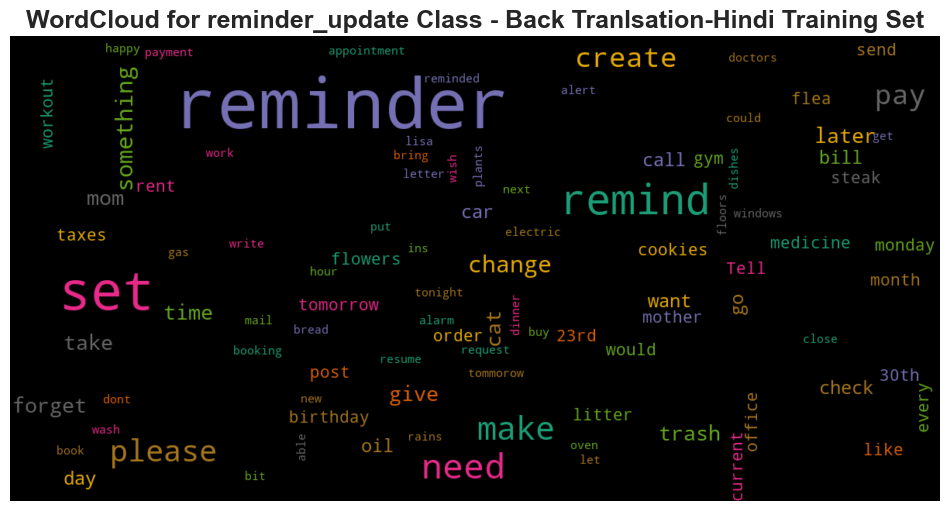 WordCloud for reminder_update Class - Back Tranlsation-Hindi Training Set
happy
payment
appointment
create
doctors
send
reminder
reminded
alert
flea
pay
workout
something
could
later
get
work
lisa
bring
letter
wish
plants
call
gym
dishes
bill
steak
rent
mom
next
car
remind
floors
windows
taxes
put
electric
gas
write
ins
flowers
hour
change
cookies
medicine
monday
Tell
month
set
time
tomorrow
tonight
dinner
want
mother
go
mail
bread
alarm
order
cat
buy
23rd
close
take
booking
resume
request
would
post
tommorow
30th
forget
dont
new
give
check
every
birthday
make
litter
office
wash
able
rains
trash
like
book
please
oil
oven
let
day
bit
need
current